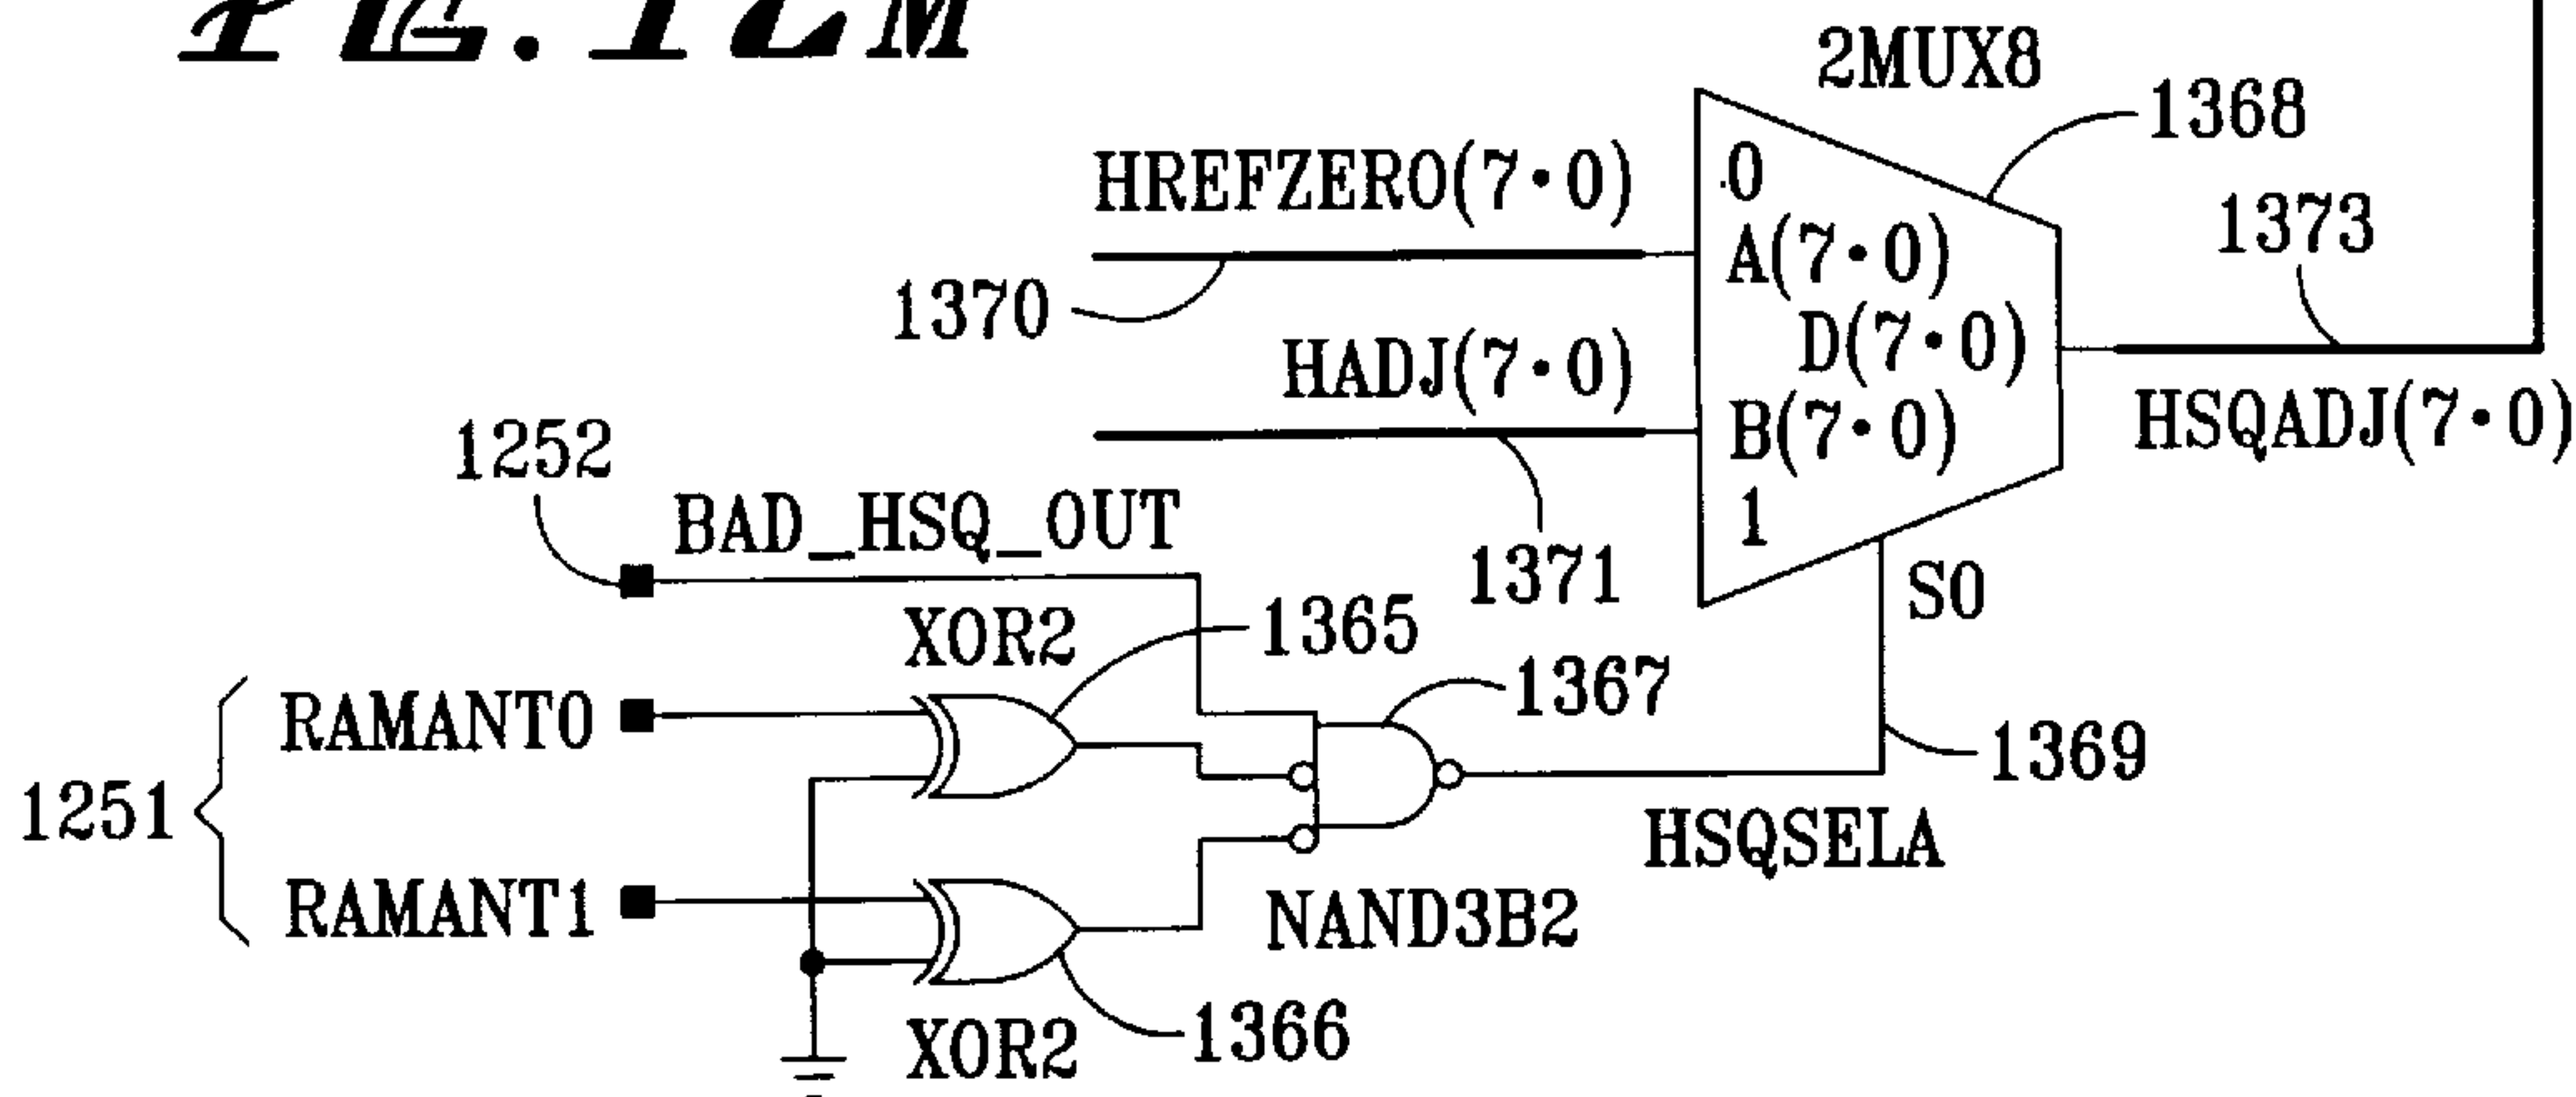 2MUX8
1368
HREFZERO(7·0)
0
A(7·0)
1373
1370
D(7·0)
HADJ(7·0)
B(7·0)
HSQADJ(7·0)
1252
BAD_HSQ_OUT
1
1371
S0
XOR2
1365
1367
RAMANT0
1369
1251
HSQSELA
RAMANT1
NAND3B2
XOR2
1366